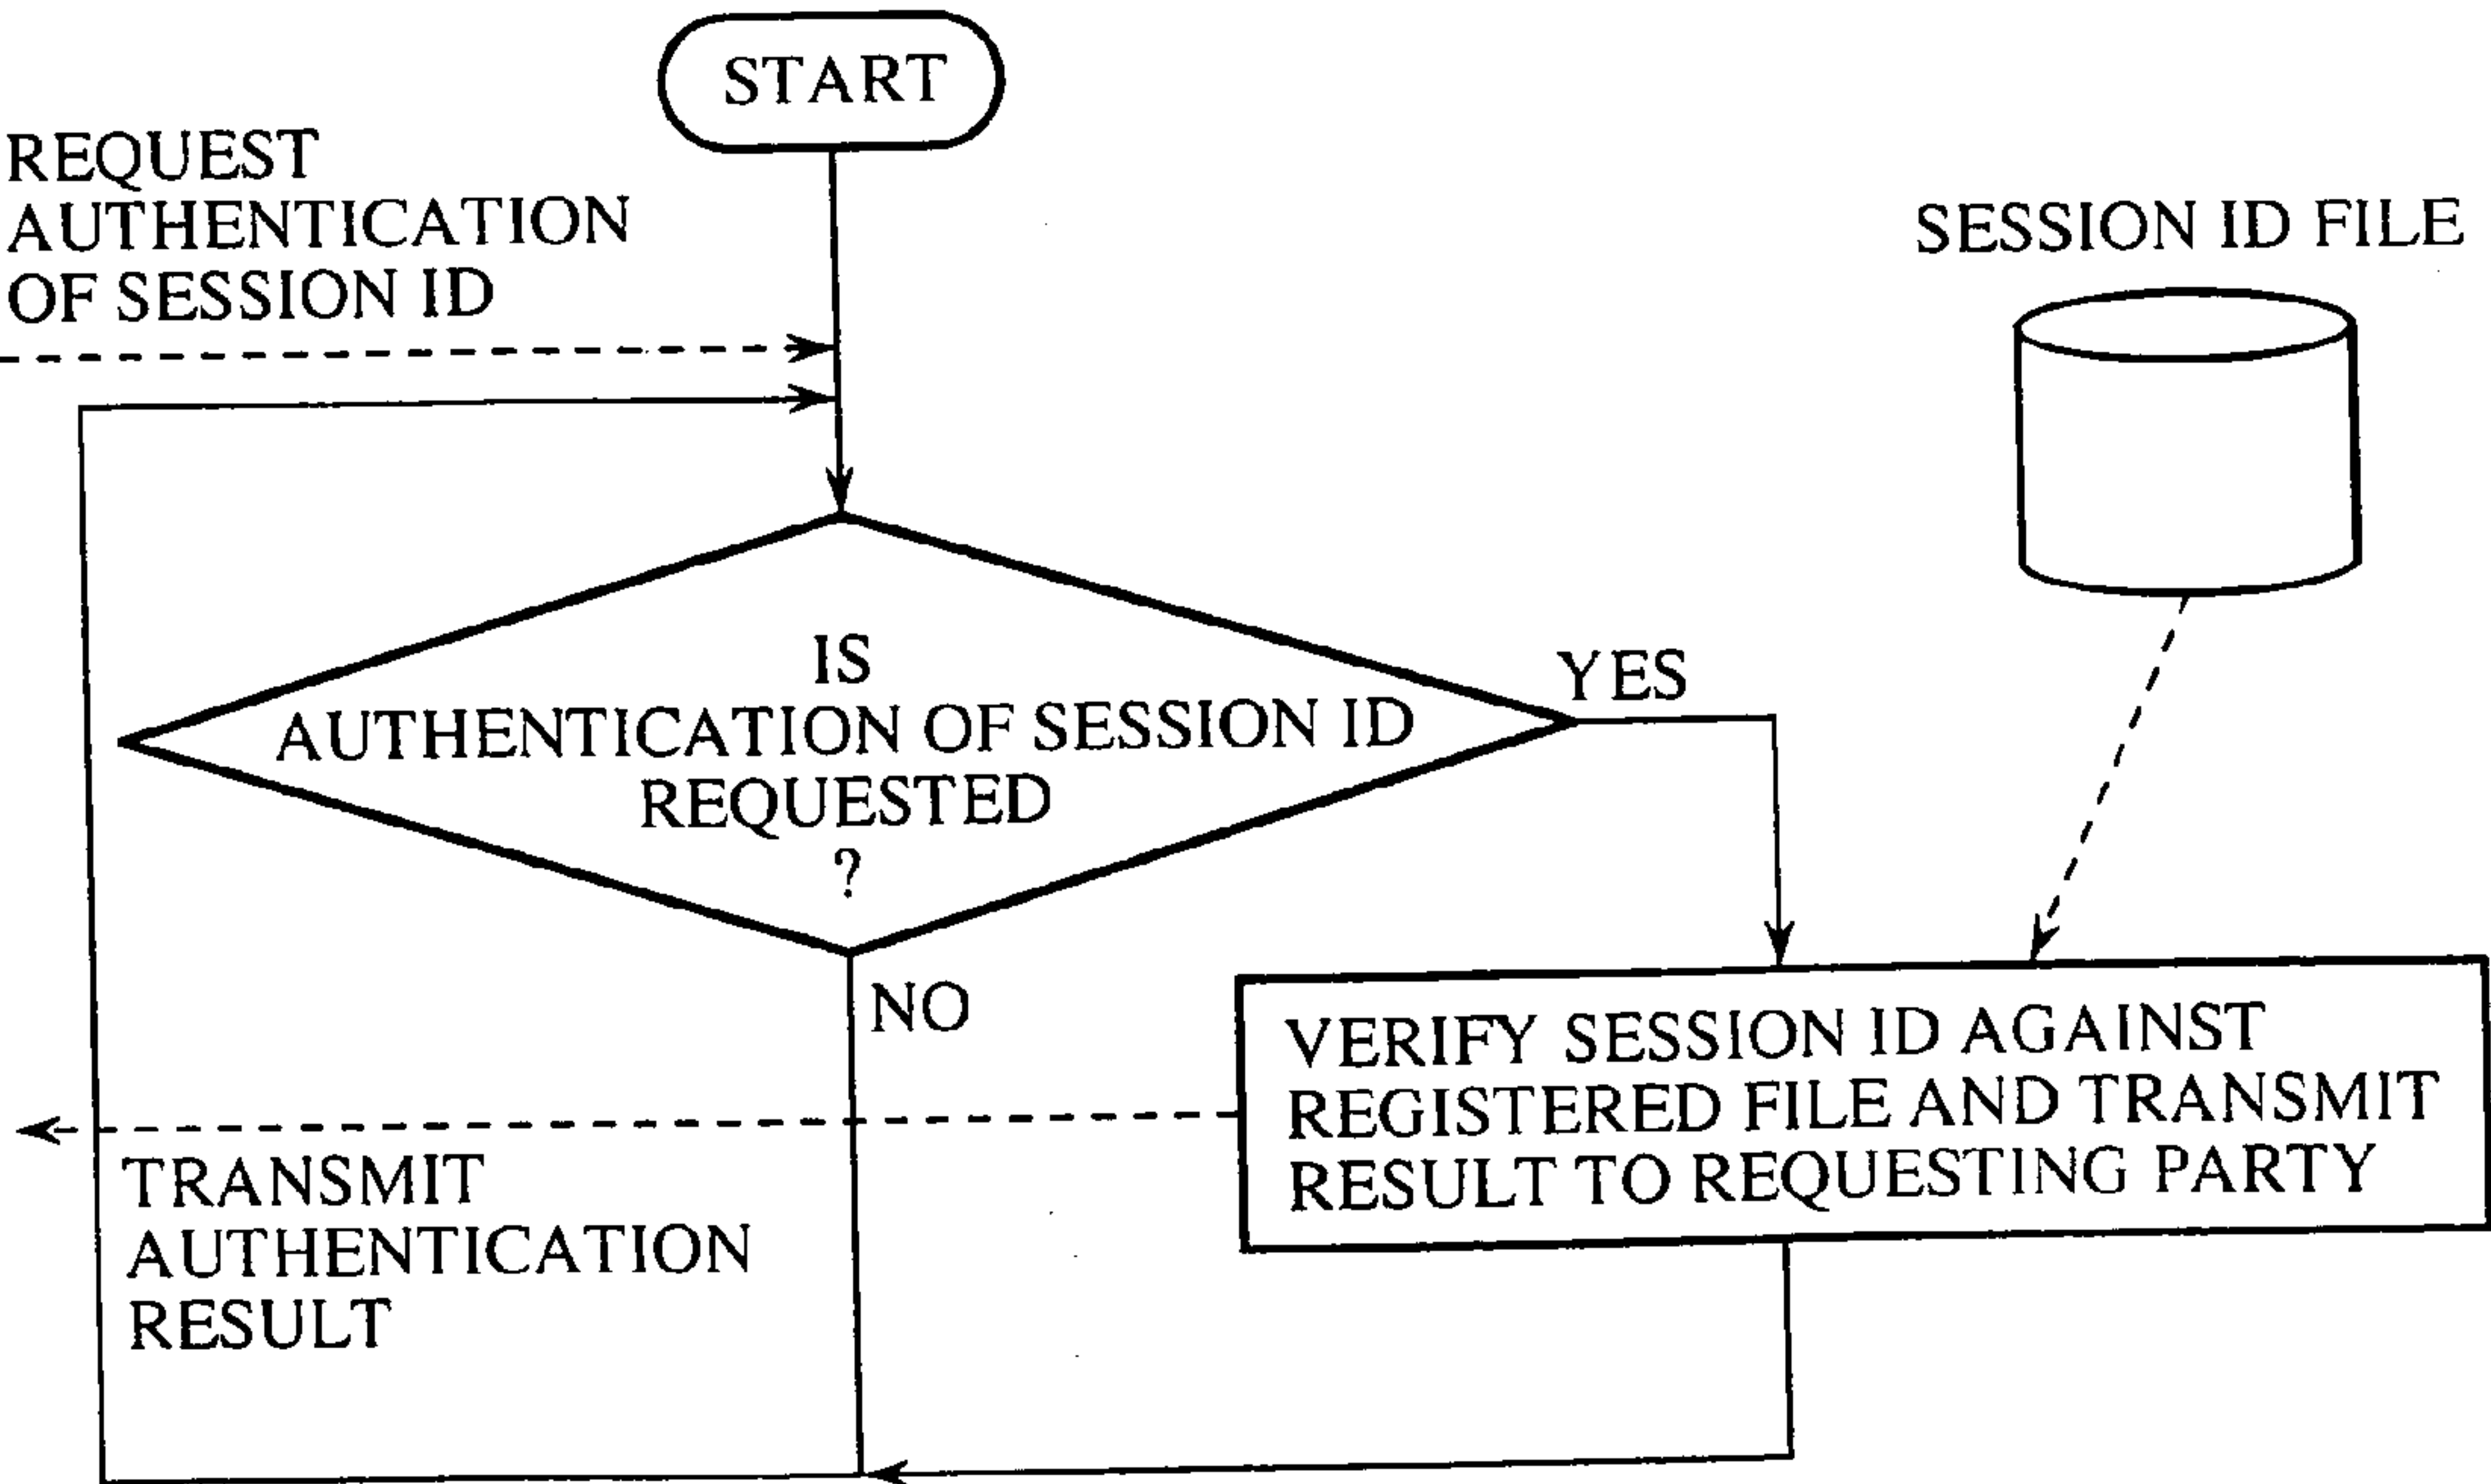 START
REQUEST
AUTHENTICATION
OF SESSION ID
SESSION ID FILE
IS
AUTHENTICATION OF SESSION ID
REQUESTED
?
YES
NO
VERIFY SESSION ID AGAINST
REGISTERED FILE AND TRANSMIT
RESULT TO REQUESTING PARTY
TRANSMIT
AUTHENTICATION
RESULT